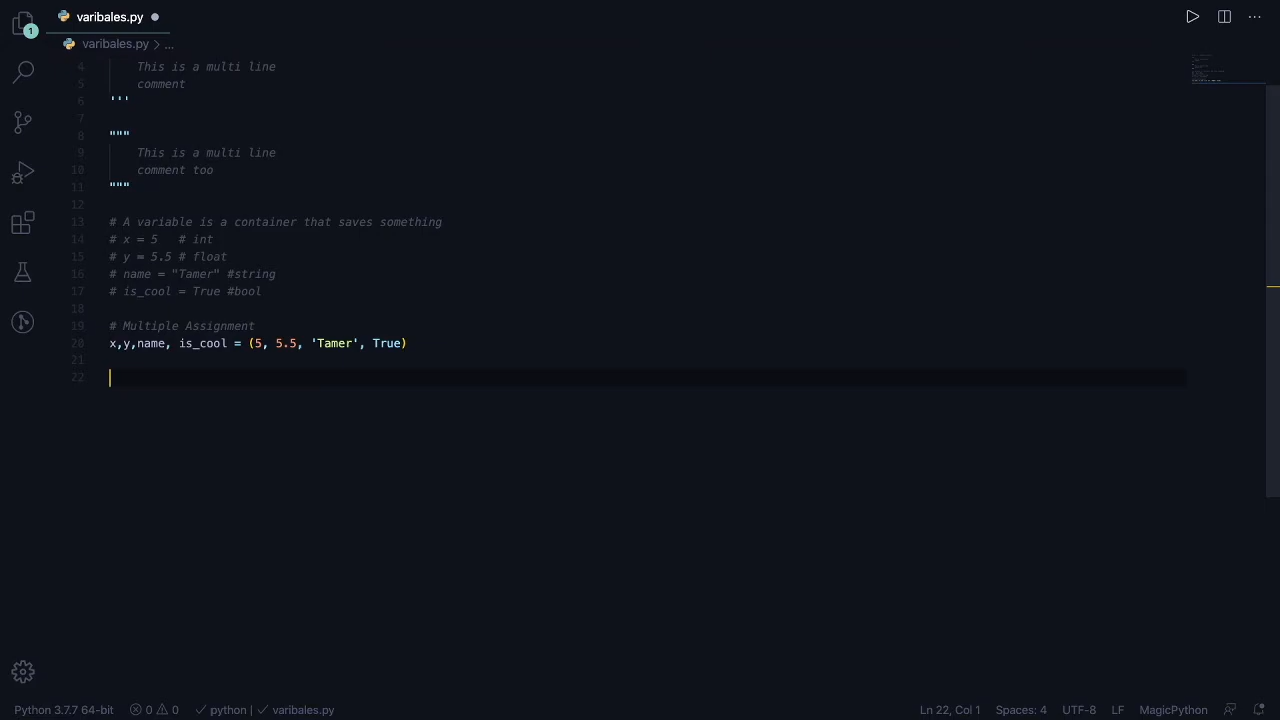 1
varibales.py
varibales.py > ...
4 This is a multi line
5 comment
6 '''
7
8 """
9 This is a multi line
10 comment too
11 """
12
13 # A variable is a container that saves something
14 # x = 5   # int
15 # y = 5.5 # float
16 # name = "Tamer" #string
17 # is_cool = True #bool
18
19 # Multiple Assignment
20 x,y,name, is_cool = (5, 5.5, 'Tamer', True)
21
22
Python 3.7.7 64-bit 0 0 python | varibales.py Ln 22, Col 1 Spaces: 4 UTF-8 LF MagicPython